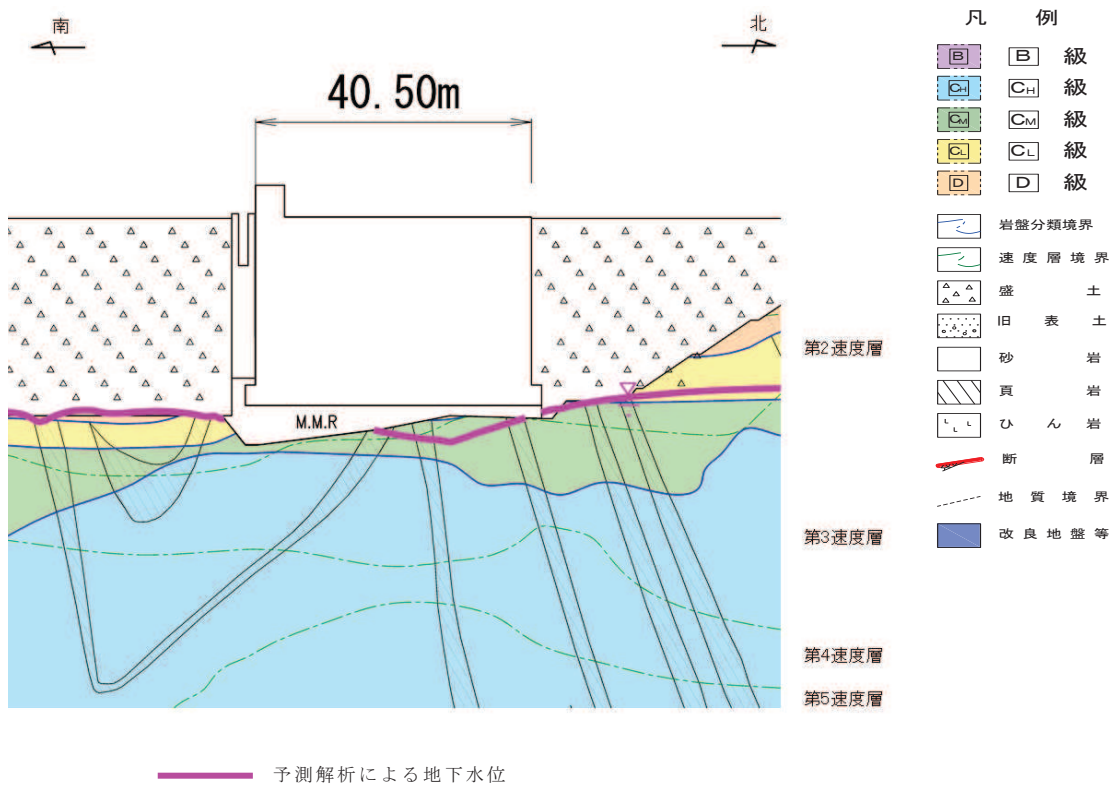 南
北
40.50m
M.M.R
第2速度層
第3速度層
第4速度層
第5速度層
予測解析による地下水位
凡 例
B B 級
CH CH 級
CM CM 級
CL CL 級
D D 級
岩盤分類境界
速度層境界
盛土
旧表土
砂岩
頁岩
ひん岩
断層
地質境界
改良地盤等